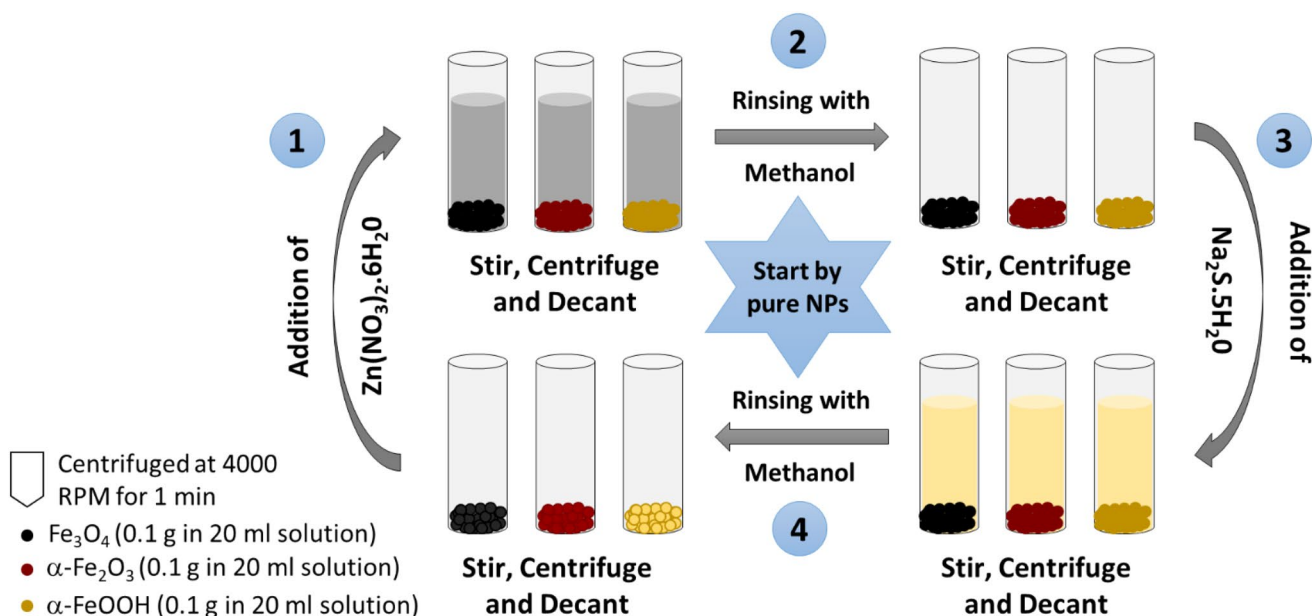 1
Addition of
Zn(NO3)2.6H20
Stir, Centrifuge
and Decant
2
Rinsing with
Methanol
Stir, Centrifuge
and Decant
3
Addition of
Na2S.5H20
Start by
pure NPs
Stir, Centrifuge
and Decant
Rinsing with
Methanol
4
Stir, Centrifuge
and Decant
Centrifuged at 4000
RPM for 1 min
Fe3O4 (0.1 g in 20 ml solution)
α-Fe2O3 (0.1 g in 20 ml solution)
α-FeOOH (0.1 g in 20 ml solution)